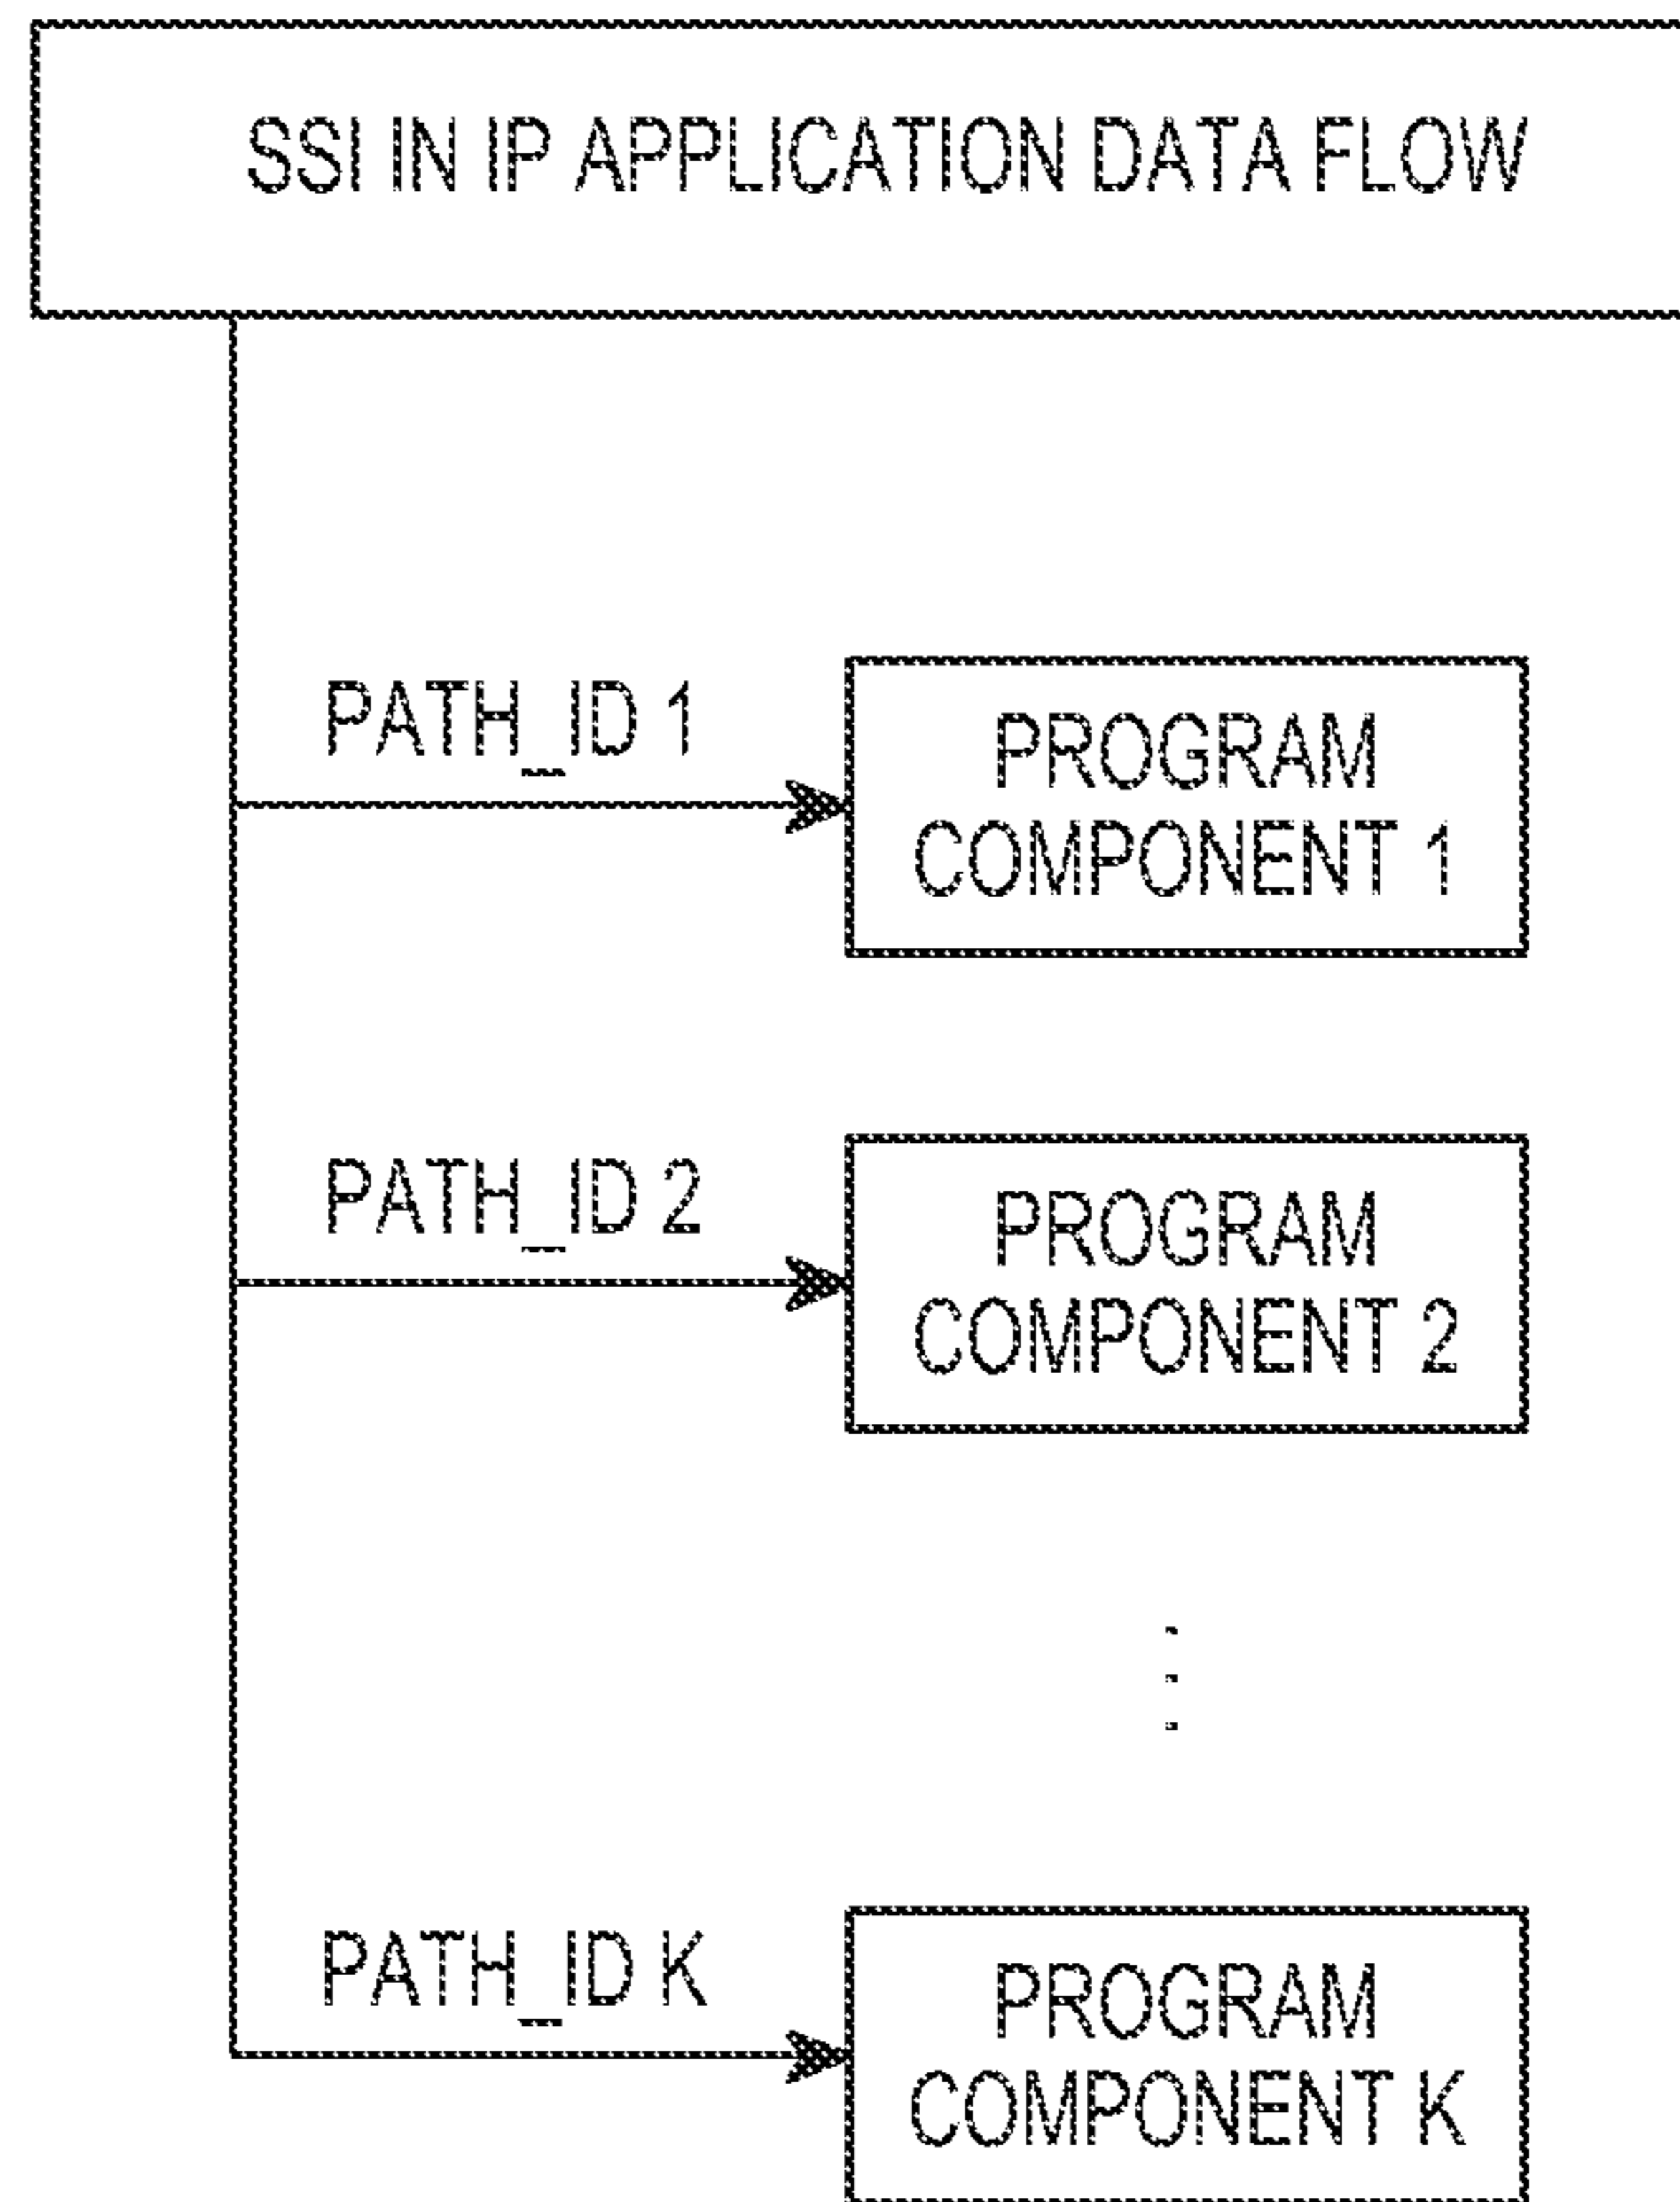 SSI IN IP APPLICATION DATA FLOW
PATH_ID 1
PROGRAM
COMPONENT 1
PATH_ID 2
PROGRAM
COMPONENT 2
PATH_ID K
PROGRAM
COMPONENT K